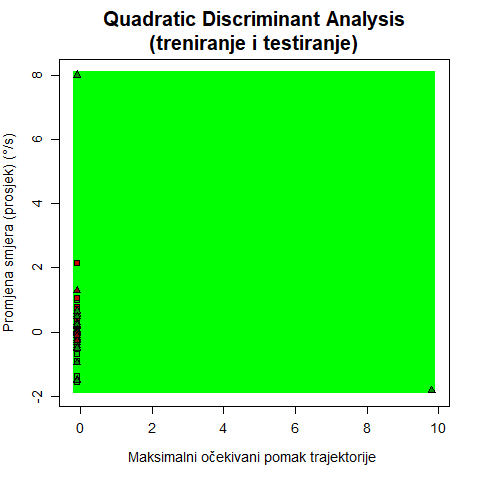 Quadratic Discriminant Analysis
(treniranje i testiranje)
Promjena smjera (prosjek) (°/s)
8
6
4
2
0
-2
0 2 4 6 8 10
Maksimalni očekivani pomak trajektorije